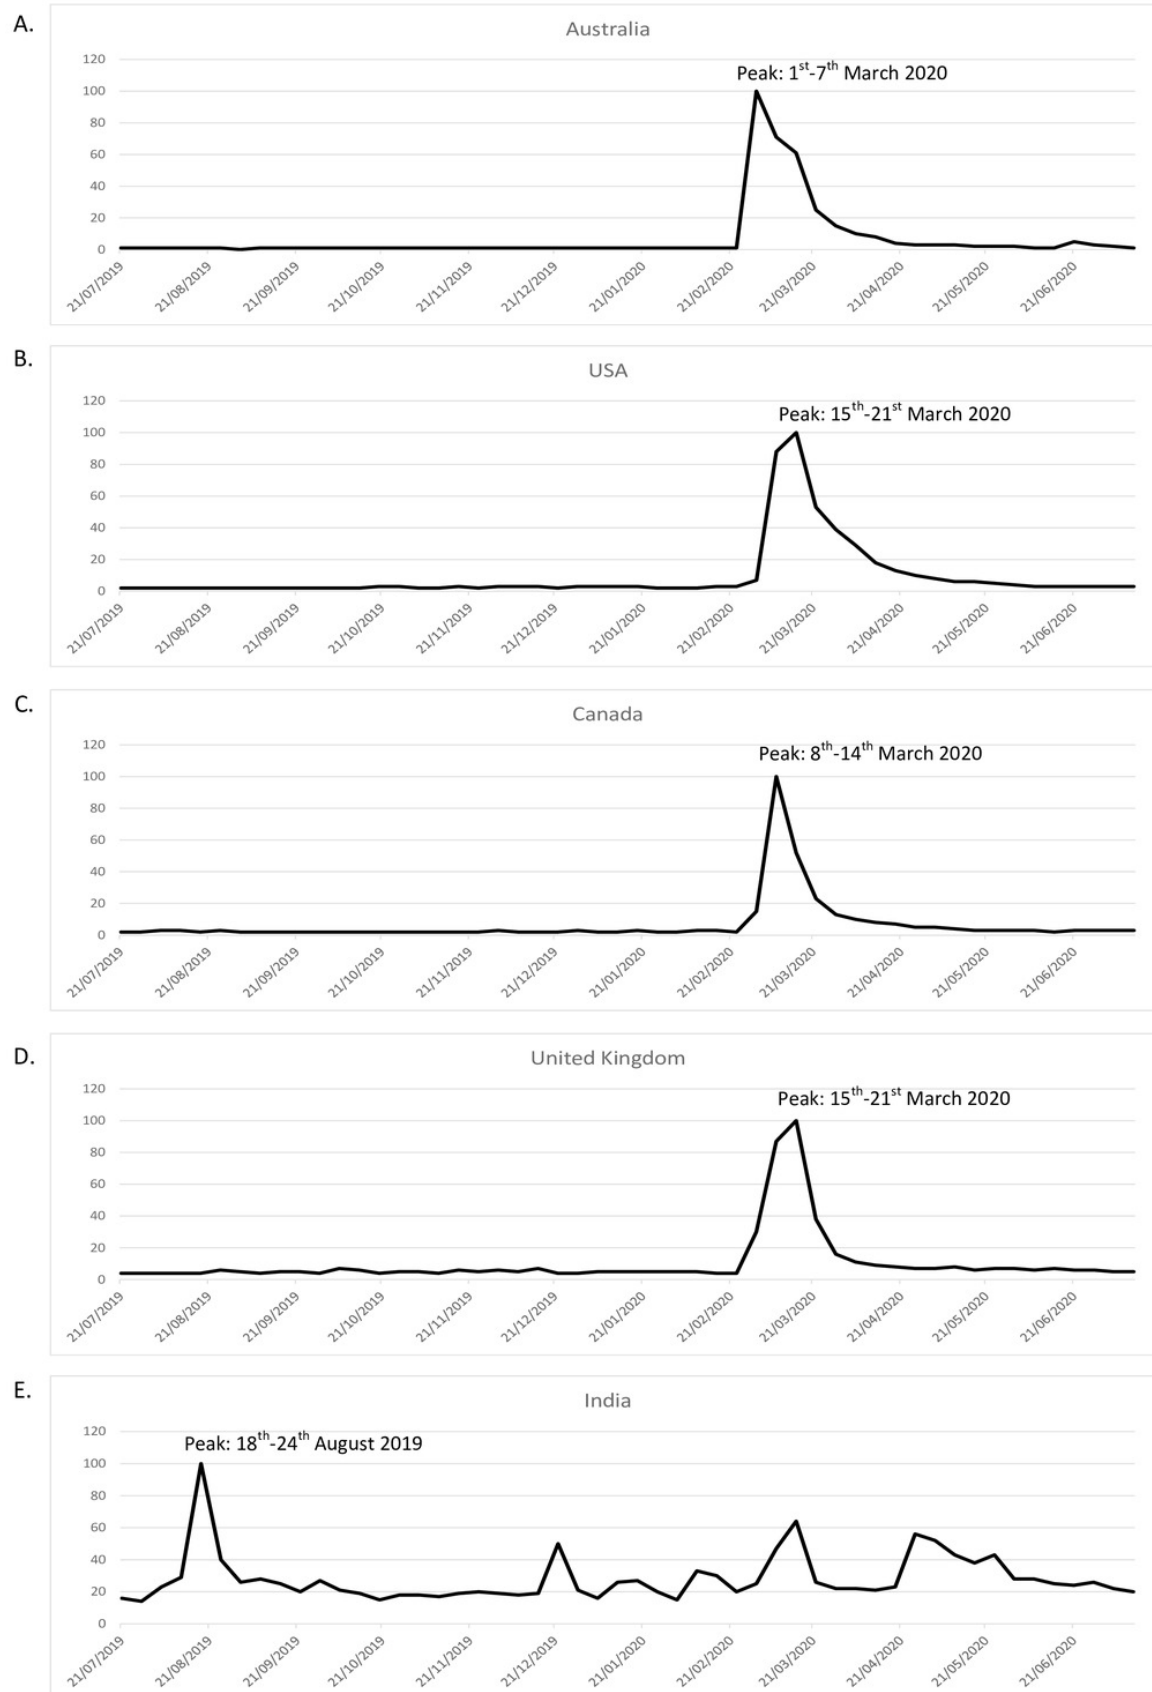 A.
Australia
Peak: 1st-7th March 2020
120
100
80
60
40
20
0
21/07/2019 21/08/2019 21/09/2019 21/10/2019 21/11/2019 21/12/2019 21/01/2020 21/02/2020 21/03/2020 21/04/2020 21/05/2020 21/06/2020
B.
USA
Peak: 15th-21st March 2020
120
100
80
60
40
20
0
21/07/2019 21/08/2019 21/09/2019 21/10/2019 21/11/2019 21/12/2019 21/01/2020 21/02/2020 21/03/2020 21/04/2020 21/05/2020 21/06/2020
C.
Canada
Peak: 8th-14th March 2020
120
100
80
60
40
20
0
21/07/2019 21/08/2019 21/09/2019 21/10/2019 21/11/2019 21/12/2019 21/01/2020 21/02/2020 21/03/2020 21/04/2020 21/05/2020 21/06/2020
D.
United Kingdom
Peak: 15th-21st March 2020
120
100
80
60
40
20
0
21/07/2019 21/08/2019 21/09/2019 21/10/2019 21/11/2019 21/12/2019 21/01/2020 21/02/2020 21/03/2020 21/04/2020 21/05/2020 21/06/2020
E.
India
Peak: 18th-24th August 2019
120
100
80
60
40
20
0
21/07/2019 21/08/2019 21/09/2019 21/10/2019 21/11/2019 21/12/2019 21/01/2020 21/02/2020 21/03/2020 21/04/2020 21/05/2020 21/06/2020